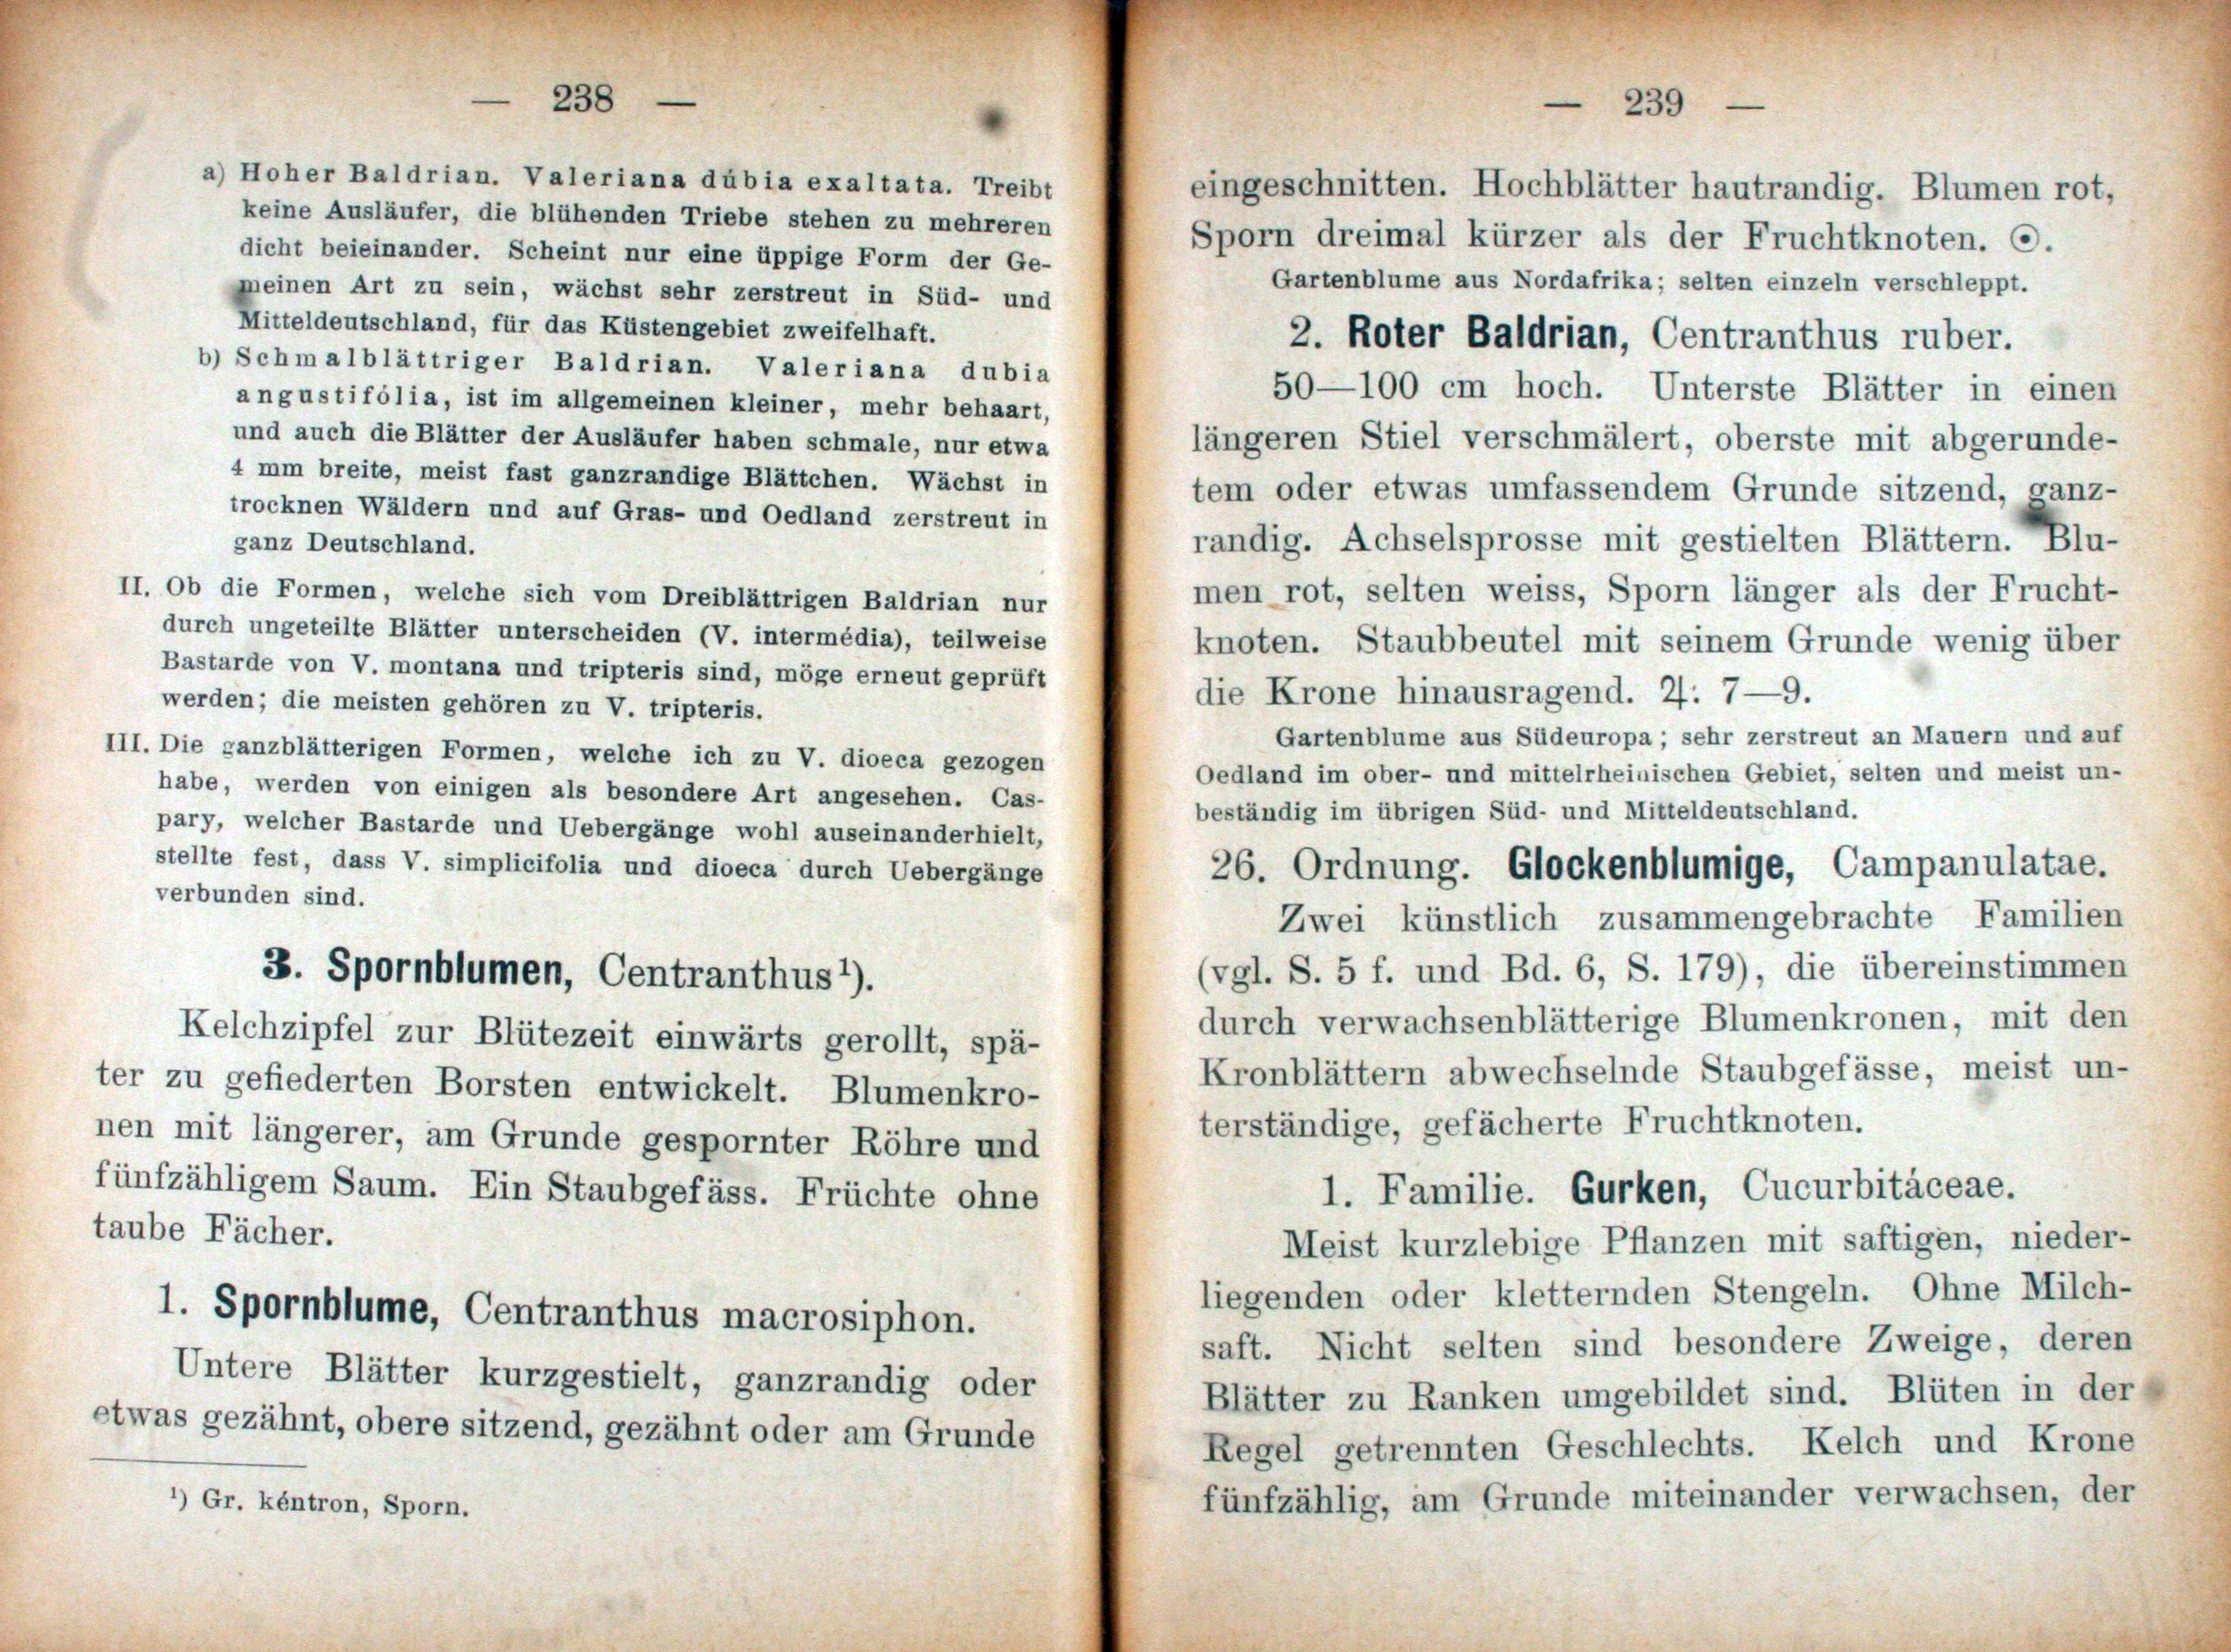 — 238 —
a) Hoher Baldrian. Valeriana dúbia exaltata. Treibt
keine Ausläufer, die blühenden Triebe stehen zu mehreren
dicht beieinander. Scheint nur eine üppige Form der Ge-
meinen Art zu sein, wächst sehr zerstreut in Süd- und
Mitteldeutschland, für das Küstengebiet zweifelhaft.
b) Schmalblättriger Baldrian. Valeriana dubia
angustifólia, ist im allgemeinen kleiner, mehr behaart,
und auch die Blätter der Ausläufer haben schmale, nur etwa
4 mm breite, meist fast ganzrandige Blättchen. Wächst in
trocknen Wäldern und auf Gras- und Oedland zerstreut in
ganz Deutschland.
II. Ob die Formen, welche sich vom Dreiblättrigen Baldrian nur
durch ungeteilte Blätter unterscheiden (V. intermédia), teilweise
Bastarde von V. montana und tripteris sind, möge erneut geprüft
werden; die meisten gehören zu V. tripteris.
III. Die ganzblätterigen Formen, welche ich zu V. dioeca gezogen
habe, werden von einigen als besondere Art angesehen. Cas-
pary, welcher Bastarde und Uebergänge wohl auseinanderhielt,
stellte fest, dass V. simplicifolia und dioeca durch Uebergänge
verbunden sind.
3. Spornblumen, Centranthus¹).
Kelchzipfel zur Blütezeit einwärts gerollt, spä-
ter zu gefiederten Borsten entwickelt. Blumenkro-
nen mit längerer, am Grunde gespornter Röhre und
fünfzähligem Saum. Ein Staubgefäss. Früchte ohne
taube Fächer.
1. Spornblume, Centranthus macrosiphon.
Untere Blätter kurzgestielt, ganzrandig oder
etwas gezähnt, obere sitzend, gezähnt oder am Grunde
¹) Gr. kéntron, Sporn.
— 239 —
eingeschnitten. Hochblätter hautrandig. Blumen rot,
Sporn dreimal kürzer als der Fruchtknoten. ⊙.
Gartenblume aus Nordafrika; selten einzeln verschleppt.
2. Roter Baldrian, Centranthus ruber.
50—100 cm hoch. Unterste Blätter in einen
längeren Stiel verschmälert, oberste mit abgerunde-
tem oder etwas umfassendem Grunde sitzend, ganz-
randig. Achselsprosse mit gestielten Blättern. Blu-
men rot, selten weiss, Sporn länger als der Frucht-
knoten. Staubbeutel mit seinem Grunde wenig über
die Krone hinausragend. ♃. 7—9.
Gartenblume aus Südeuropa; sehr zerstreut an Mauern und auf
Oedland im ober- und mittelrheinischen Gebiet, selten und meist un-
beständig im übrigen Süd- und Mitteldeutschland.
26. Ordnung. Glockenblumige, Campanulatae.
Zwei künstlich zusammengebrachte Familien
(vgl. S. 5 f. und Bd. 6, S. 179), die übereinstimmen
durch verwachsenblätterige Blumenkronen, mit den
Kronblättern abwechselnde Staubgefässe, meist un-
terständige, gefächerte Fruchtknoten.
1. Familie. Gurken, Cucurbitáceae.
Meist kurzlebige Pflanzen mit saftigen, nieder-
liegenden oder kletternden Stengeln. Ohne Milch-
saft. Nicht selten sind besondere Zweige, deren
Blätter zu Ranken umgebildet sind. Blüten in der
Regel getrennten Geschlechts. Kelch und Krone
fünfzählig, am Grunde miteinander verwachsen, der